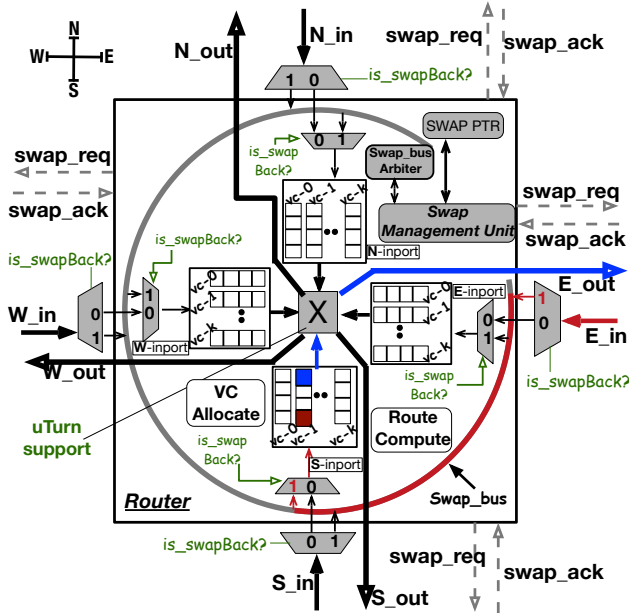 N
W E
S
N_out
N_in
swap_req
swap_ack
is_swapBack?
1 0
is_swap
Back?
0 1
SWAP PTR
Swap_bus
Arbiter
Swap
Management Unit
swap_req
swap_ack
swap_req
swap_ack
vc-0
vc-1
vc-k
N-inport
is_swapBack?
is_swapBack?
0
1
W_in
1
0
W-inport
vc-0
vc-1
vc-k
W_out
X
E_out
E-inport
vc-0
vc-1
vc-k
0
1
1
0
E_in
is_swap
Back?
is_swapBack?
VC
Allocate
Route
Compute
uTurn
support
vc-0
vc-1
vc-k
is_swap
Back?
S-inport
1 0
Swap_bus
Router
is_swapBack?
0 1
S_in
S_out
swap_req
swap_ack